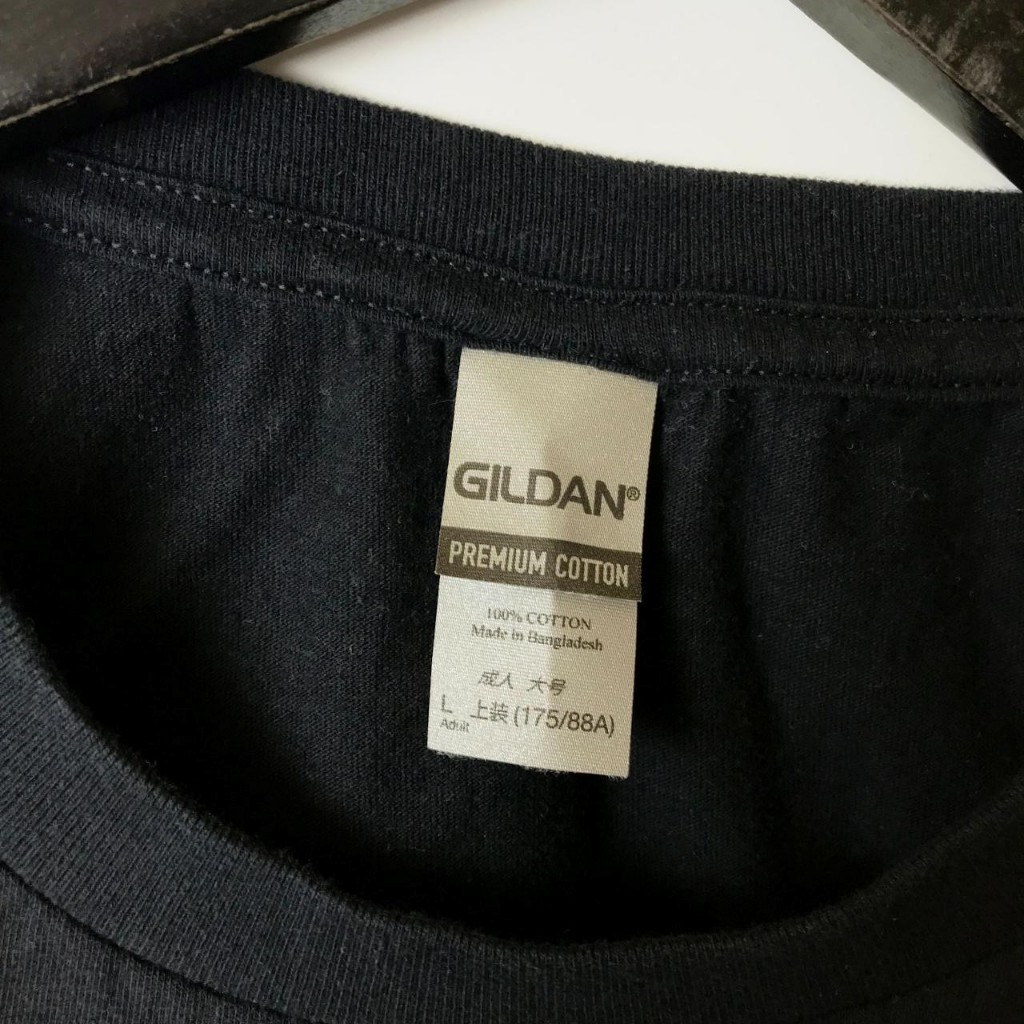 GILDAN®
PREMIUM COTTON
100% COTTON
Made in Bangladesh
成人 大号
L 上装 (175/88A)
Adult